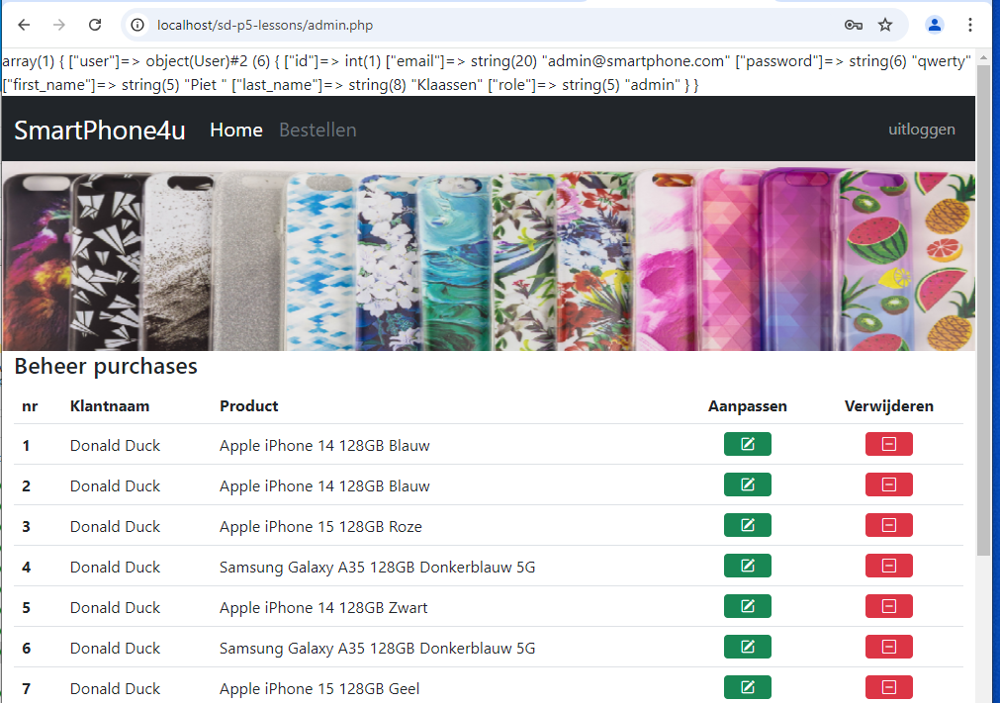 localhost/sd-p5-lessons/admin.php
array(1) { ["user"]=> object(User)#2 (6) { ["id"]=> int(1) ["email"]=> string(20) "admin@smartphone.com" ["password"]=> string(6) "qwerty"
["first_name"]=> string(5) "Piet " ["last_name"]=> string(8) "Klaassen" ["role"]=> string(5) "admin" } }
SmartPhone4u Home Bestellen uitloggen
Beheer purchases
nr Klantnaam Product Aanpassen Verwijderen
1 Donald Duck Apple iPhone 14 128GB Blauw
2 Donald Duck Apple iPhone 14 128GB Blauw
3 Donald Duck Apple iPhone 15 128GB Roze
4 Donald Duck Samsung Galaxy A35 128GB Donkerblauw 5G
5 Donald Duck Apple iPhone 14 128GB Zwart
6 Donald Duck Samsung Galaxy A35 128GB Donkerblauw 5G
7 Donald Duck Apple iPhone 15 128GB Geel